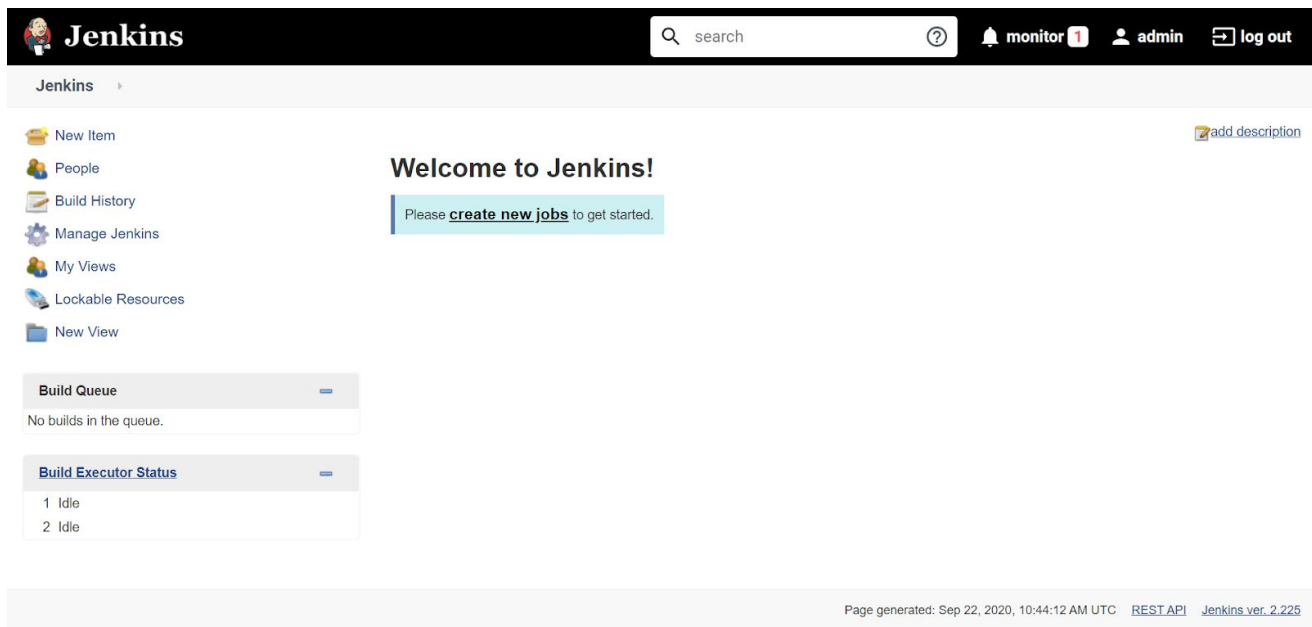 Jenkins
search
monitor 1
admin
log out
Jenkins
New Item
People
Build History
Manage Jenkins
My Views
Lockable Resources
New View
add description
Welcome to Jenkins!
Please create new jobs to get started.
Build Queue
No builds in the queue.
Build Executor Status
1 Idle
2 Idle
Page generated: Sep 22, 2020, 10:44:12 AM UTC REST API Jenkins ver. 2.225